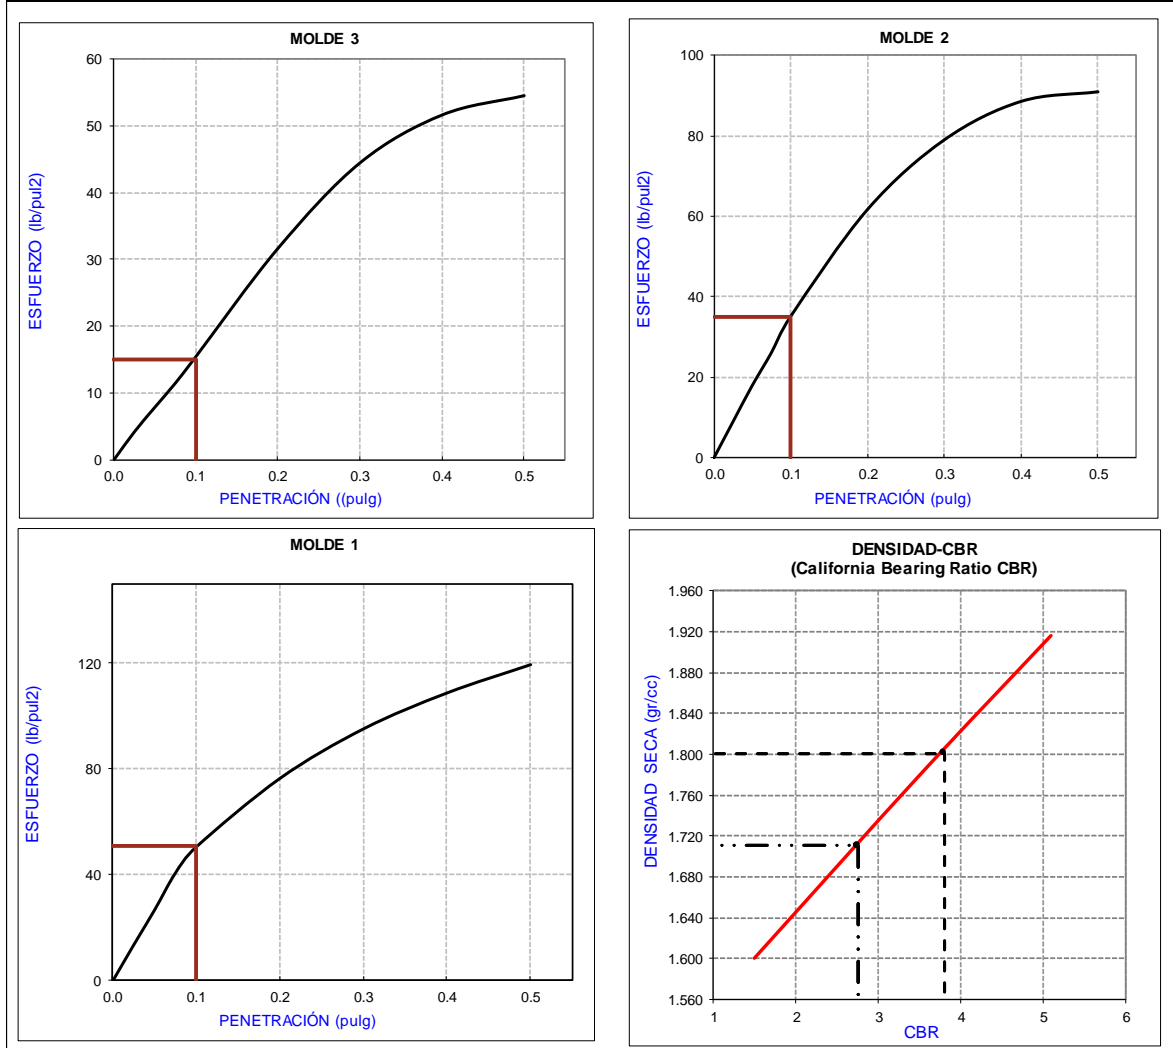 MOLDE 3
60
50
40
30
20
10
0
0.0 0.1 0.2 0.3 0.4 0.5
ESFUERZO (lb/pul2)
PENETRACIÓN ((pulg)
MOLDE 2
100
80
60
40
20
0
0.0 0.1 0.2 0.3 0.4 0.5
ESFUERZO (lb/pul2)
PENETRACIÓN (pulg)
MOLDE 1
120
80
40
0
0.0 0.1 0.2 0.3 0.4 0.5
ESFUERZO (lb/pul2)
PENETRACIÓN (pulg)
DENSIDAD-CBR
(California Bearing Ratio CBR)
1.960
1.920
1.880
1.840
1.800
1.760
1.720
1.680
1.640
1.600
1.560
1 2 3 4 5 6
DENSIDAD SECA (gr/cc)
CBR